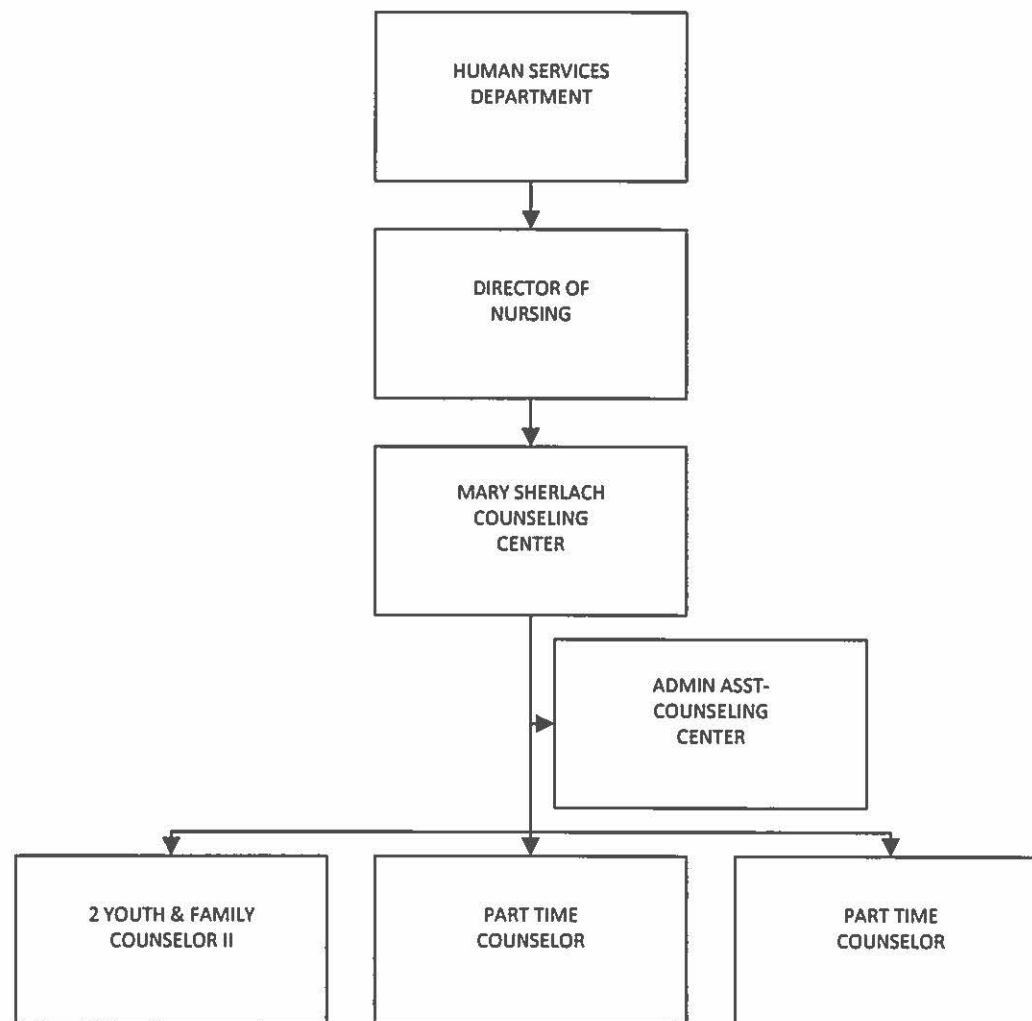 HUMAN SERVICES
DEPARTMENT
DIRECTOR OF
NURSING
MARY SHERLACH
COUNSELING
CENTER
ADMIN ASST-
COUNSELING
CENTER
2 YOUTH & FAMILY
COUNSELOR II
PART TIME
COUNSELOR
PART TIME
COUNSELOR